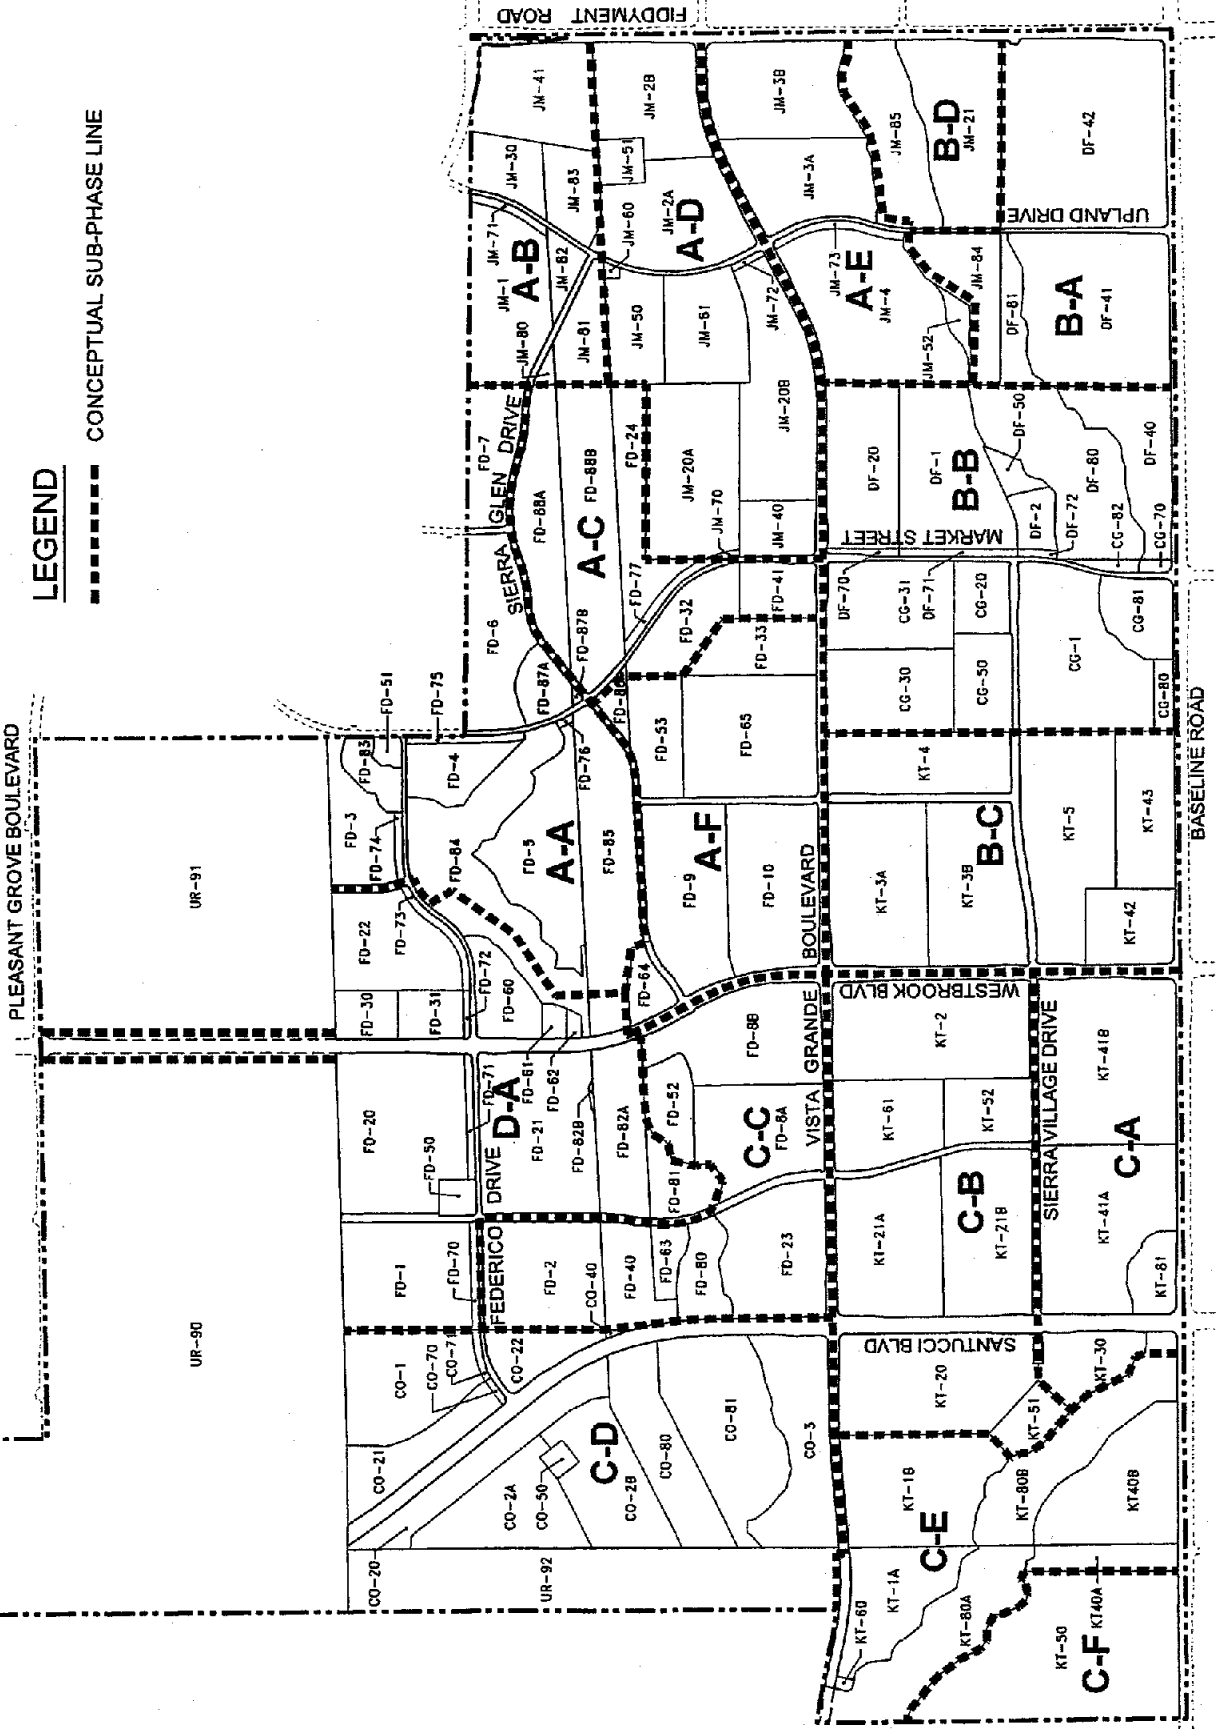 LEGEND
CONCEPTUAL SUB-PHASE LINE
FIDDYMENT ROAD
PLEASANT GROVE BOULEVARD
BASELINE ROAD
UPLAND DRIVE
SIERRA GLEN DRIVE
MARKET STREET
VISTA GRANDE BOULEVARD
WESTBROOK BLVD
SIERRA VILLAGE DRIVE
FEDERICO DRIVE
SANTUCCI BLVD
A-A
A-B
A-C
A-D
A-E
A-F
B-A
B-B
B-C
B-D
C-A
C-B
C-C
C-D
C-E
C-F
D-A
JM-41
JM-30
JM-83
JM-71
JM-1
JM-82
JM-80
JM-81
JM-2B
JM-51
JM-60
JM-2A
JM-50
JM-61
JM-72
JM-3B
JM-3A
JM-73
JM-4
JM-52
JM-85
JM-21
JM-84
JM-20A
JM-20B
JM-70
JM-40
DF-42
DF-81
DF-41
DF-20
DF-1
DF-50
DF-2
DF-72
DF-80
DF-40
DF-70
DF-71
CG-82
CG-70
CG-31
CG-20
CG-30
CG-50
CG-1
CG-81
CG-80
FD-7
FD-88A
FD-88B
FD-24
FD-6
FD-87A
FD-87B
FD-77
FD-32
FD-41
FD-33
FD-86
FD-53
FD-65
FD-76
FD-51
FD-75
FD-83
FD-4
FD-3
FD-74
FD-84
FD-5
FD-85
FD-9
FD-10
FD-22
FD-73
FD-72
FD-30
FD-31
FD-60
FD-64
FD-61
FD-62
FD-71
FD-20
FD-50
FD-21
FD-82B
FD-82A
FD-52
FD-8B
FD-8A
FD-81
FD-1
FD-70
FD-2
FD-40
FD-63
FD-80
FD-23
UR-91
UR-90
UR-92
CO-40
CO-1
CO-70
CO-71
CO-22
CO-21
CO-20
CO-2A
CO-50
CO-2B
CO-80
CO-81
CO-3
KT-4
KT-5
KT-43
KT-42
KT-3A
KT-3B
KT-2
KT-61
KT-52
KT-41B
KT-41A
KT-21A
KT-21B
KT-81
KT-20
KT-30
KT-51
KT-1B
KT-80B
KT40B
KT-1A
KT-60
KT-80A
KT40A
KT-50